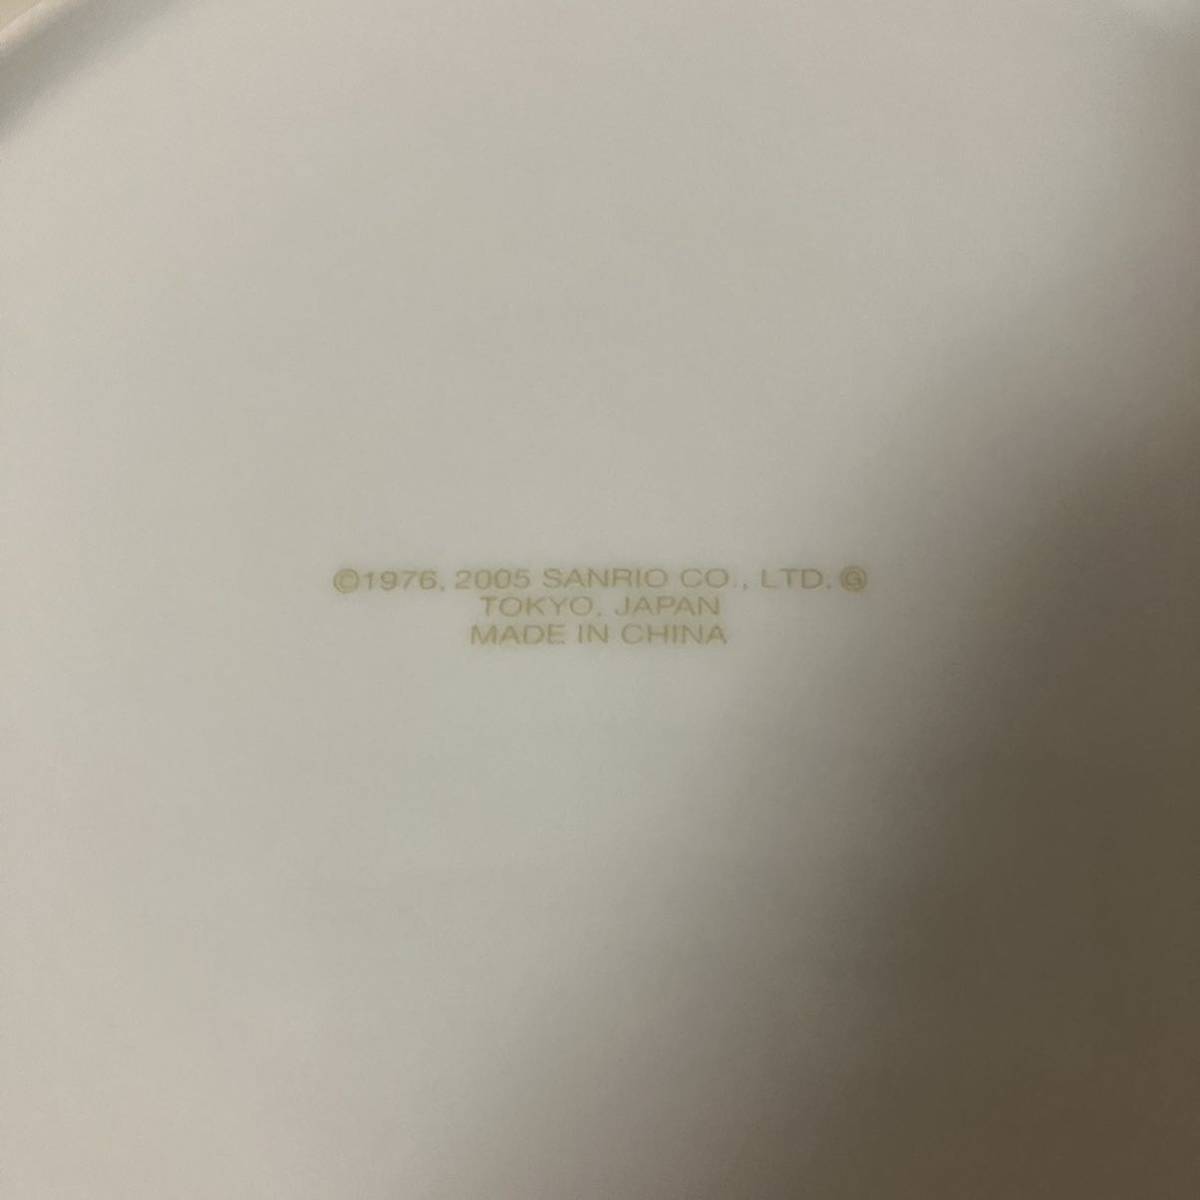 ©1976, 2005 SANRIO CO., LTD. Ⓖ
TOKYO, JAPAN
MADE IN CHINA